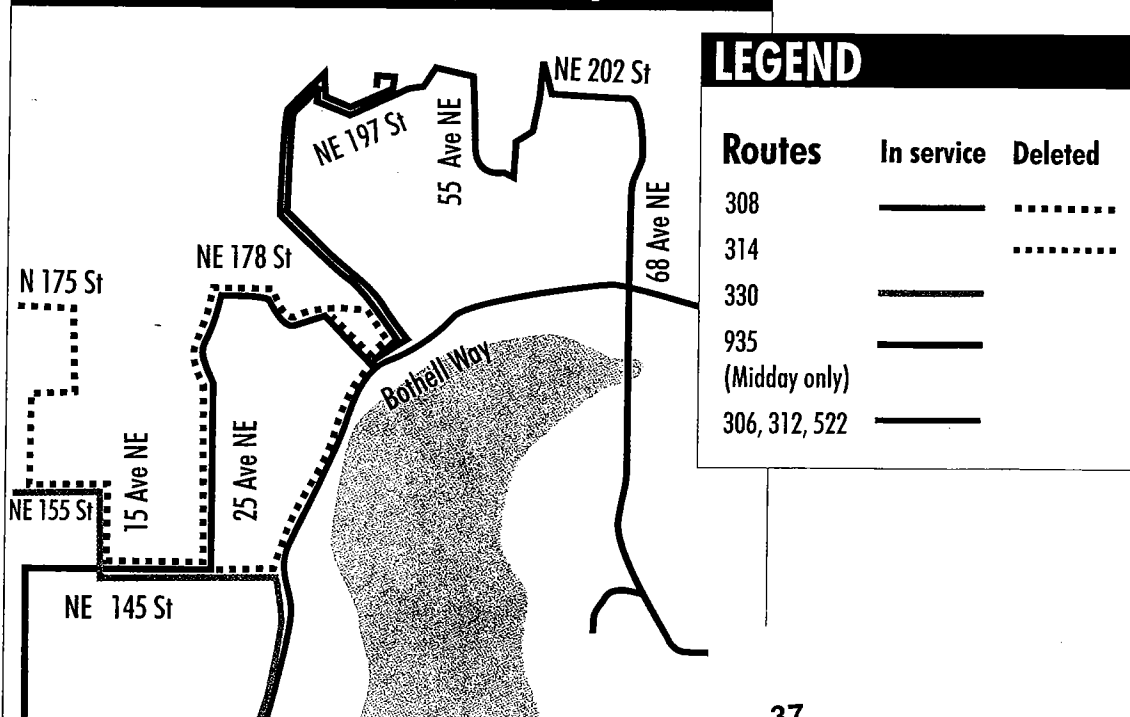 NE 202 St
NE 197 St
55 Ave NE
68 Ave NE
NE 178 St
N 175 St
Bothell Way
15 Ave NE
25 Ave NE
NE 155 St
NE 145 St
LEGEND
Routes In service Deleted
308
314
330
935
(Midday only)
306, 312, 522
37